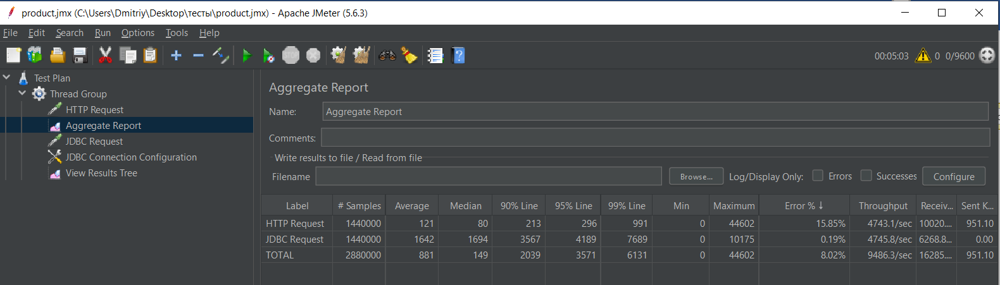 product.jmx (C:\Users\Dmitriy\Desktop\тесты\product.jmx) - Apache JMeter (5.6.3)
File Edit Search Run Options Tools Help
STOP 00:05:03 0 0/9600
Test Plan
Thread Group
HTTP Request
Aggregate Report
JDBC Request
JDBC Connection Configuration
View Results Tree
Aggregate Report
Name: Aggregate Report
Comments:
Write results to file / Read from file
Filename Browse... Log/Display Only: Errors Successes Configure
Label # Samples Average Median 90% Line 95% Line 99% Line Min Maximum Error % ↓ Throughput Receiv... Sent K...
HTTP Request 1440000 121 80 213 296 991 0 44602 15.85% 4743.1/sec 10020.... 951.10
JDBC Request 1440000 1642 1694 3567 4189 7689 0 10175 0.19% 4745.8/sec 6268.8... 0.00
TOTAL 2880000 881 149 2039 3571 6131 0 44602 8.02% 9486.3/sec 16285.... 951.10